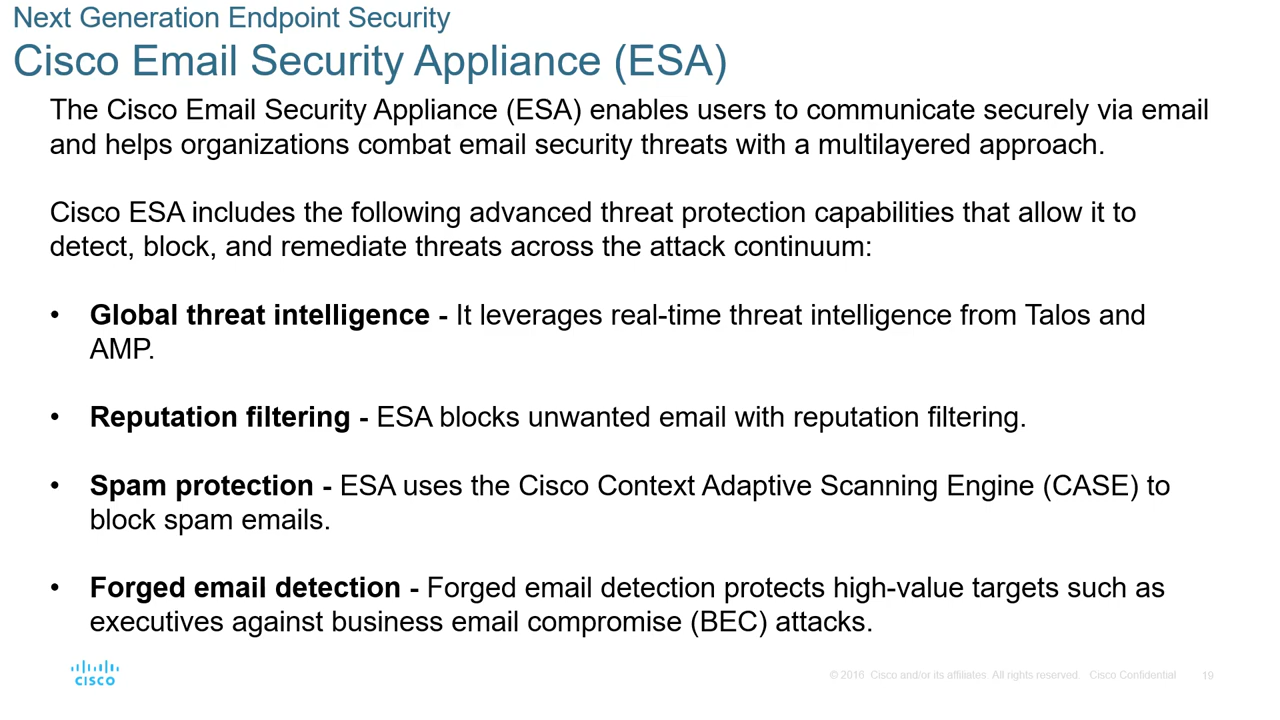 Next Generation Endpoint Security
Cisco Email Security Appliance (ESA)
The Cisco Email Security Appliance (ESA) enables users to communicate securely via email
and helps organizations combat email security threats with a multilayered approach.
Cisco ESA includes the following advanced threat protection capabilities that allow it to
detect, block, and remediate threats across the attack continuum:
• Global threat intelligence - It leverages real-time threat intelligence from Talos and
AMP.
• Reputation filtering - ESA blocks unwanted email with reputation filtering.
• Spam protection - ESA uses the Cisco Context Adaptive Scanning Engine (CASE) to
block spam emails.
• Forged email detection - Forged email detection protects high-value targets such as
executives against business email compromise (BEC) attacks.
CISCO
© 2016 Cisco and/or its affiliates. All rights reserved. Cisco Confidential 19